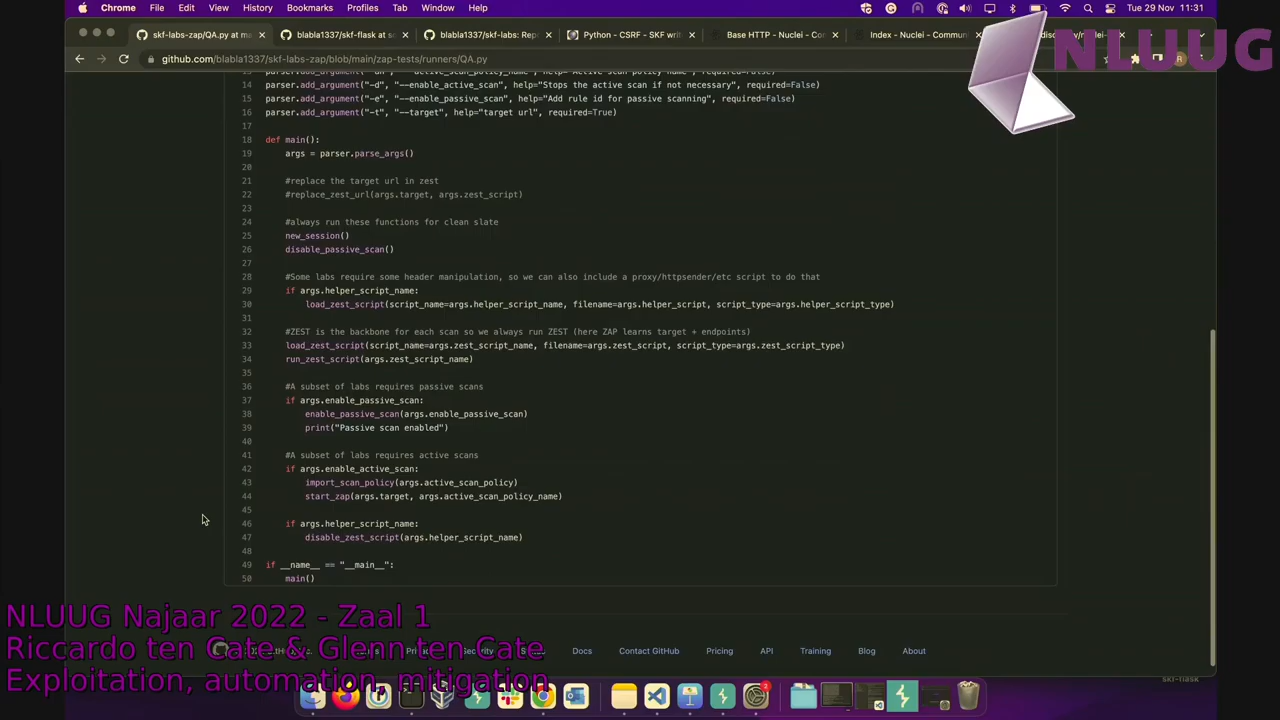 Chrome File Edit View History Bookmarks Profiles Tab Window Help Tue 29 Nov 11:31
skf-labs-zap/QA.py at m... blabla1337/skf-flask at s... blabla1337/skf-labs: Rep... Python - CSRF - SKF writ... Base HTTP - Nuclei - Com... Index - Nuclei - Commun...
NLUUG
github.com/blabla1337/skf-labs-zap/blob/main/zap-tests/runners/QA.py
14 parser.add_argument("-d", "--enable_active_scan", help="Stops the active scan if not necessary", required=False)
15 parser.add_argument("-e", "--enable_passive_scan", help="Add rule id for passive scanning", required=False)
16 parser.add_argument("-t", "--target", help="target url", required=True)
17
18 def main():
19 args = parser.parse_args()
20
21 #replace the target url in zest
22 #replace_zest_url(args.target, args.zest_script)
23
24 #always run these functions for clean slate
25 new_session()
26 disable_passive_scan()
27
28 #Some labs require some header manipulation, so we can also include a proxy/httpsender/etc script to do that
29 if args.helper_script_name:
30 load_zest_script(script_name=args.helper_script_name, filename=args.helper_script, script_type=args.helper_script_type)
31
32 #ZEST is the backbone for each scan so we always run ZEST (here ZAP learns target + endpoints)
33 load_zest_script(script_name=args.zest_script_name, filename=args.zest_script, script_type=args.zest_script_type)
34 run_zest_script(args.zest_script_name)
35
36 #A subset of labs requires passive scans
37 if args.enable_passive_scan:
38 enable_passive_scan(args.enable_passive_scan)
39 print("Passive scan enabled")
40
41 #A subset of labs requires active scans
42 if args.enable_active_scan:
43 import_scan_policy(args.active_scan_policy)
44 start_zap(args.target, args.active_scan_policy_name)
45
46 if args.helper_script_name:
47 disable_zest_script(args.helper_script_name)
48
49 if __name__ == "__main__":
50 main()
NLUUG Najaar 2022 - Zaal 1
Riccardo ten Cate & Glenn ten Cate
Docs Contact GitHub Pricing API Training Blog About
Exploitation, automation, mitigation
skf-flask